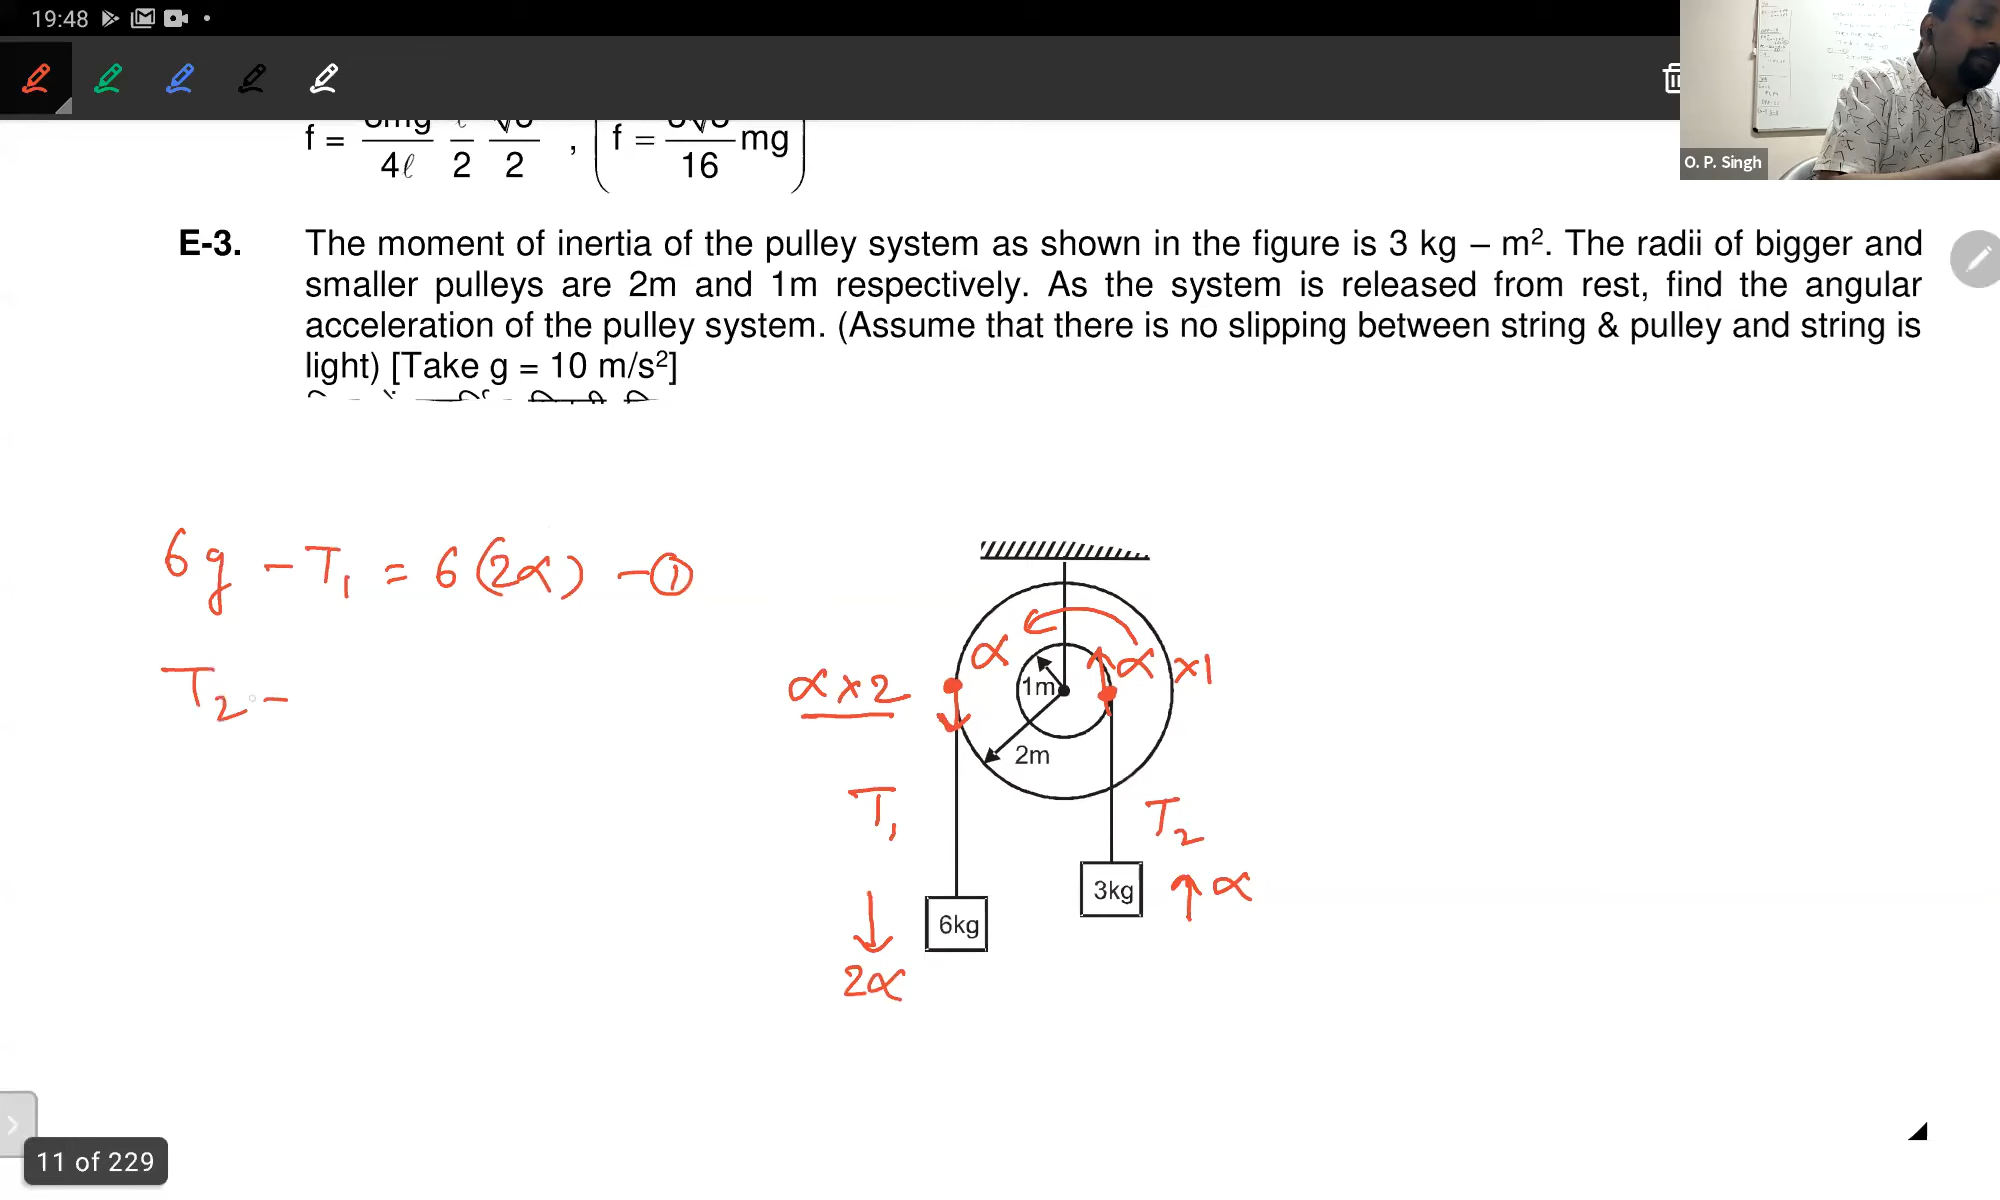 19:48
O. P. Singh
f = 4ℓ 2 2 , f = 16 mg
E-3. The moment of inertia of the pulley system as shown in the figure is 3 kg – m². The radii of bigger and
smaller pulleys are 2m and 1m respectively. As the system is released from rest, find the angular
acceleration of the pulley system. (Assume that there is no slipping between string & pulley and string is
light) [Take g = 10 m/s²]
6g - T₁ = 6(2α) - ①
T₂ -
α
α × 1
α × 2
1m
2m
T₁
T₂
3kg
↑ α
6kg
↓
2α
11 of 229